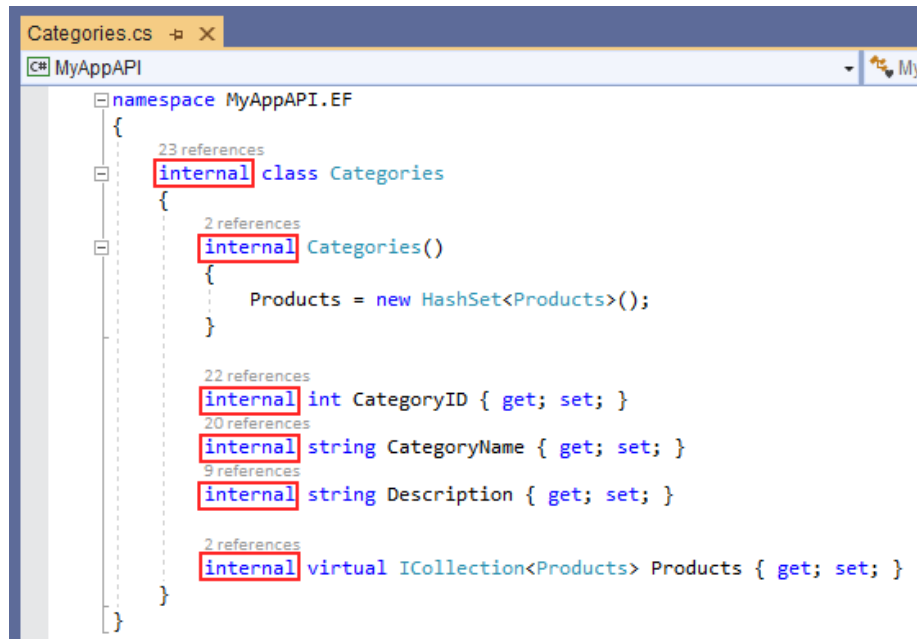 Categories.cs
C# MyAppAPI My
namespace MyAppAPI.EF
{
23 references
internal class Categories
{
2 references
internal Categories()
{
Products = new HashSet<Products>();
}
22 references
internal int CategoryID { get; set; }
20 references
internal string CategoryName { get; set; }
9 references
internal string Description { get; set; }
2 references
internal virtual ICollection<Products> Products { get; set; }
}
}